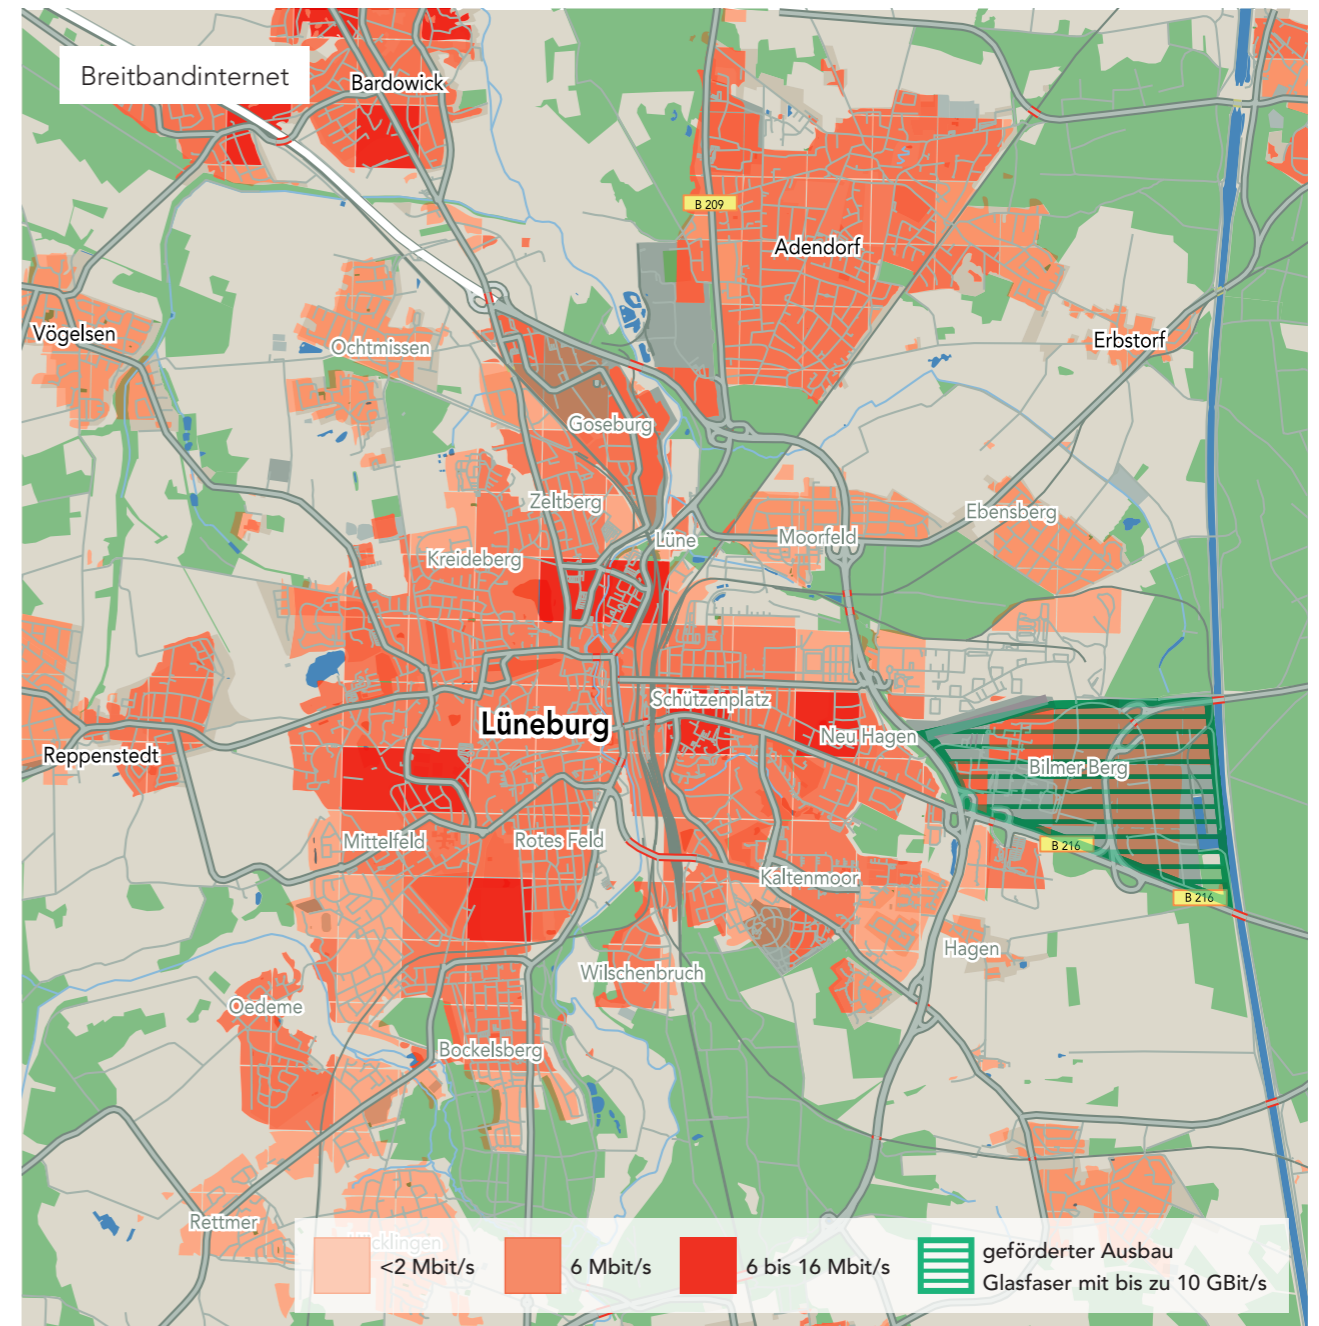 Breitbandinternet
Bardowick
B 209
Adendorf
Vögelsen
Ochtmissen
Erbstorf
Goseburg
Zeltberg
Ebensberg
Lüne
Moorfeld
Kreideberg
Schützenplatz
Lüneburg
Neu Hagen
Reppenstedt
Bilmer Berg
Mittelfeld
Rotes Feld
B 216
Kaltenmoor
B 216
Hagen
Wilschenbruch
Oedeme
Bockelsberg
Rettmer
<2 Mbit/s
6 Mbit/s
6 bis 16 Mbit/s
geförderter Ausbau
Glasfaser mit bis zu 10 GBit/s